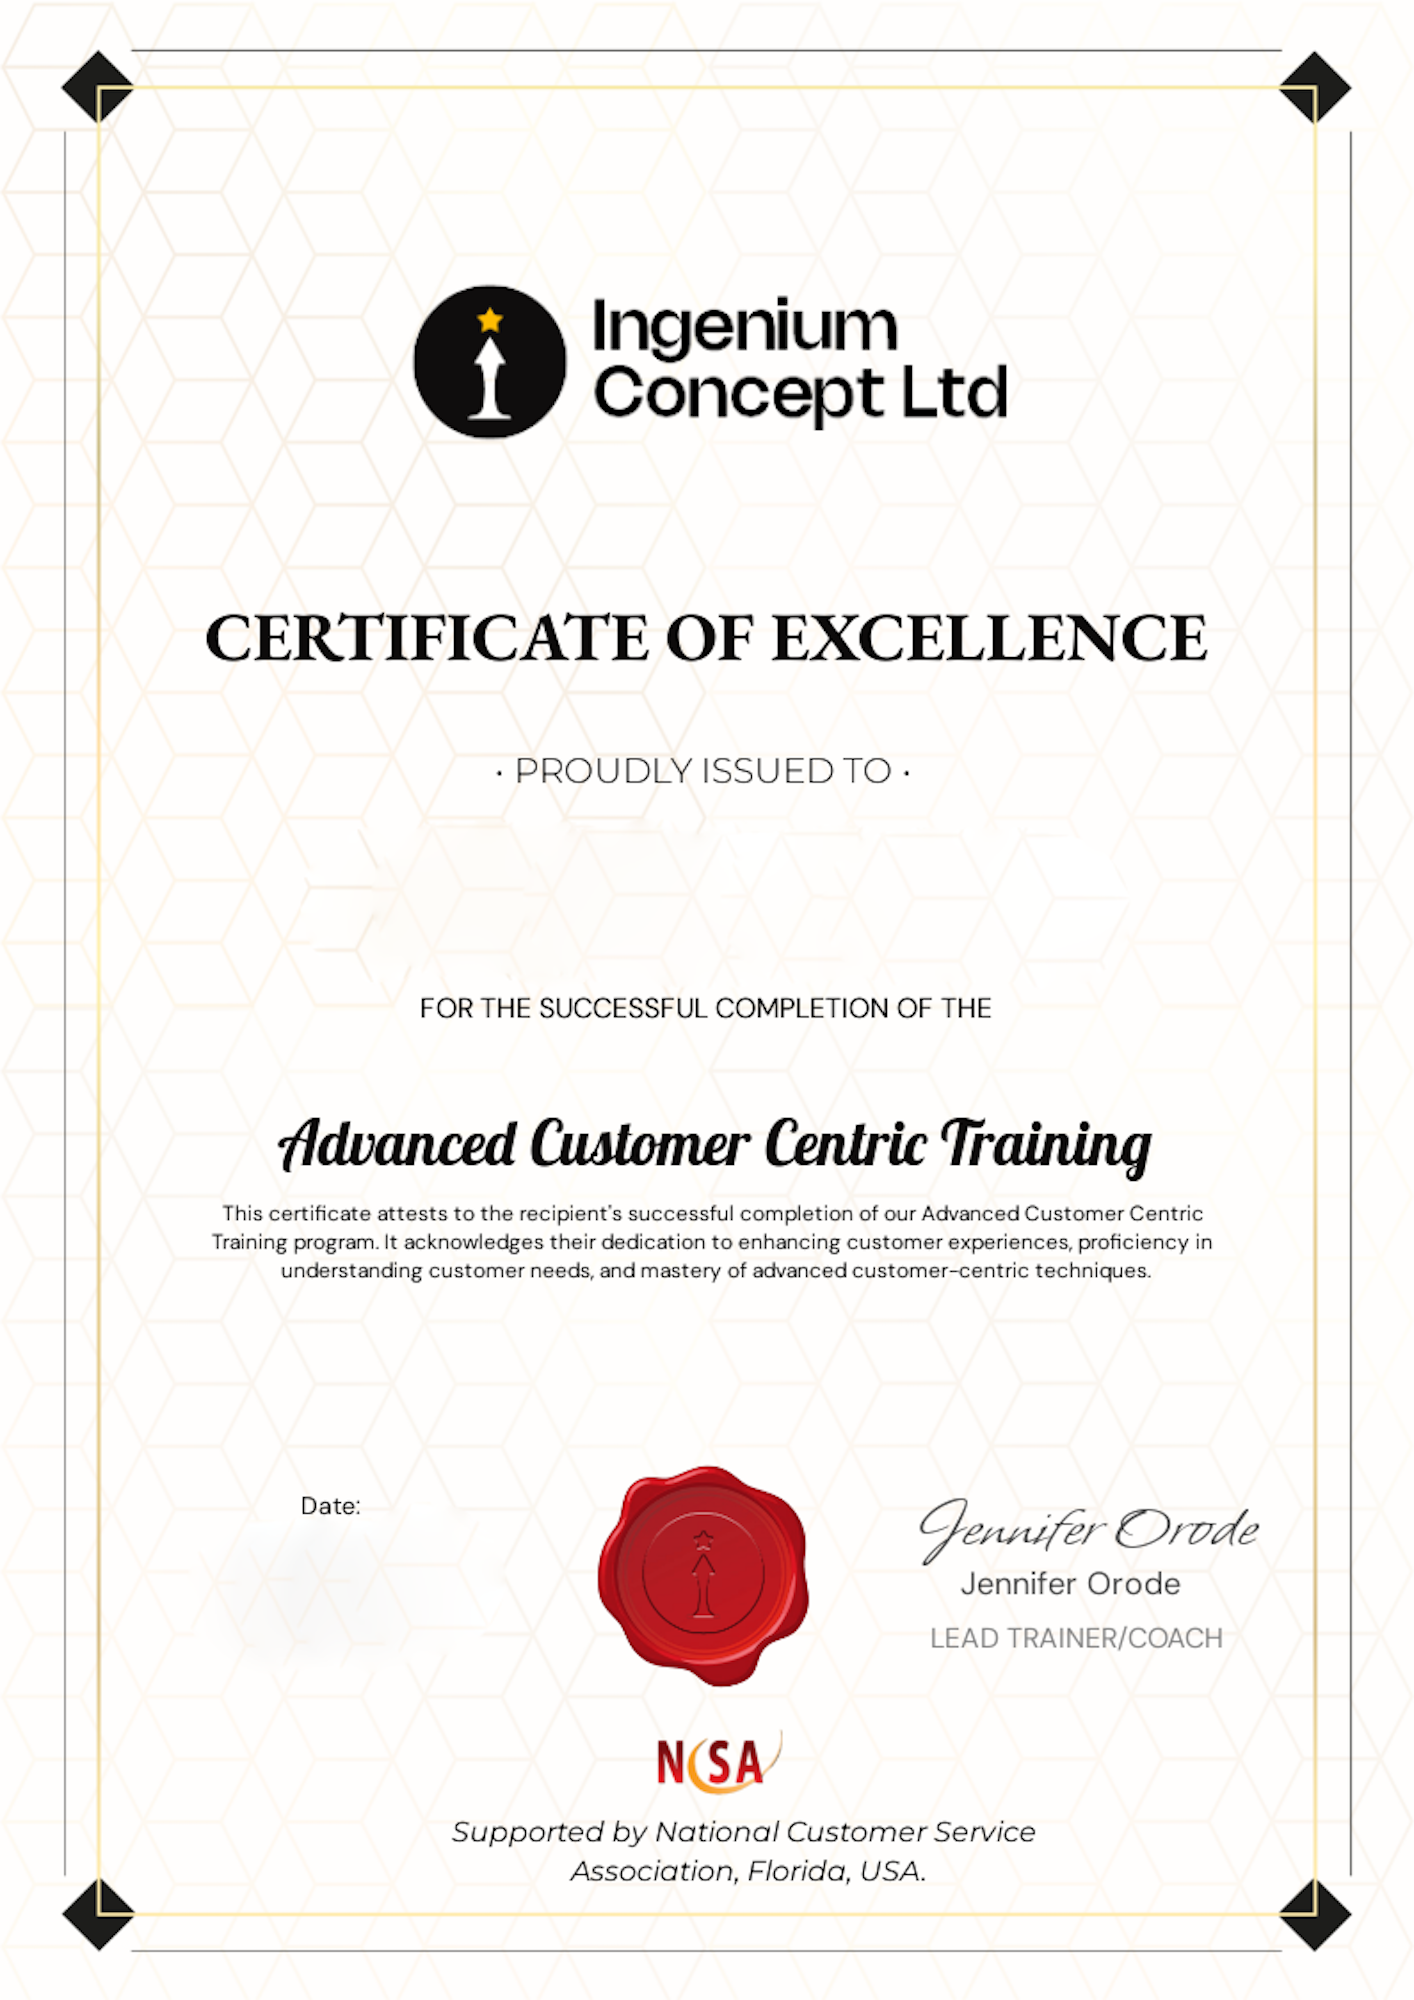 Ingenium
Concept Ltd
CERTIFICATE OF EXCELLENCE
· PROUDLY ISSUED TO ·
FOR THE SUCCESSFUL COMPLETION OF THE
Advanced Customer Centric Training
This certificate attests to the recipient's successful completion of our Advanced Customer Centric
Training program. It acknowledges their dedication to enhancing customer experiences, proficiency in
understanding customer needs, and mastery of advanced customer-centric techniques.
Date:
Jennifer Orode
Jennifer Orode
LEAD TRAINER/COACH
NCSA
Supported by National Customer Service
Association, Florida, USA.